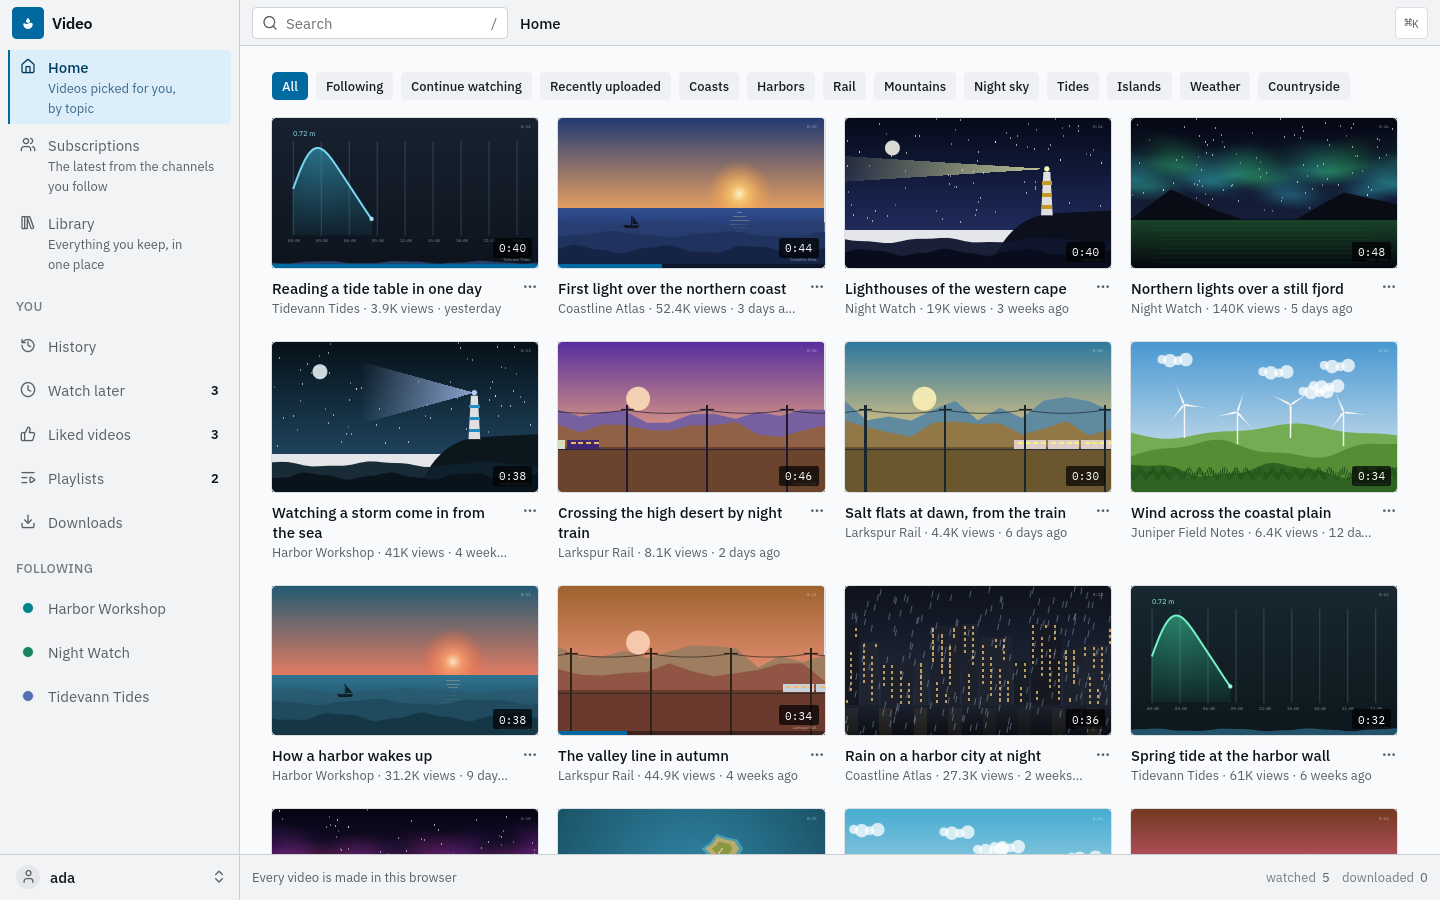 Video
Search /
Home
⌘K
Home
Videos picked for you,
by topic
Subscriptions
The latest from the channels
you follow
Library
Everything you keep, in
one place
YOU
History
Watch later 3
Liked videos 3
Playlists 2
Downloads
FOLLOWING
Harbor Workshop
Night Watch
Tidevann Tides
ada
All Following Continue watching Recently uploaded Coasts Harbors Rail Mountains Night sky Tides Islands Weather Countryside
0.72 m
0:40
Reading a tide table in one day
Tidevann Tides · 3.9K views · yesterday
0:44
First light over the northern coast
Coastline Atlas · 52.4K views · 3 days a...
0:40
Lighthouses of the western cape
Night Watch · 19K views · 3 weeks ago
0:48
Northern lights over a still fjord
Night Watch · 140K views · 5 days ago
0:38
Watching a storm come in from
the sea
Harbor Workshop · 41K views · 4 week...
0:46
Crossing the high desert by night
train
Larkspur Rail · 8.1K views · 2 days ago
0:30
Salt flats at dawn, from the train
Larkspur Rail · 4.4K views · 6 days ago
0:34
Wind across the coastal plain
Juniper Field Notes · 6.4K views · 12 da...
0:38
How a harbor wakes up
Harbor Workshop · 31.2K views · 9 day...
0:34
The valley line in autumn
Larkspur Rail · 44.9K views · 4 weeks ago
0:36
Rain on a harbor city at night
Coastline Atlas · 27.3K views · 2 weeks...
0.72 m
0:32
Spring tide at the harbor wall
Tidevann Tides · 61K views · 6 weeks ago
Every video is made in this browser
watched 5 downloaded 0